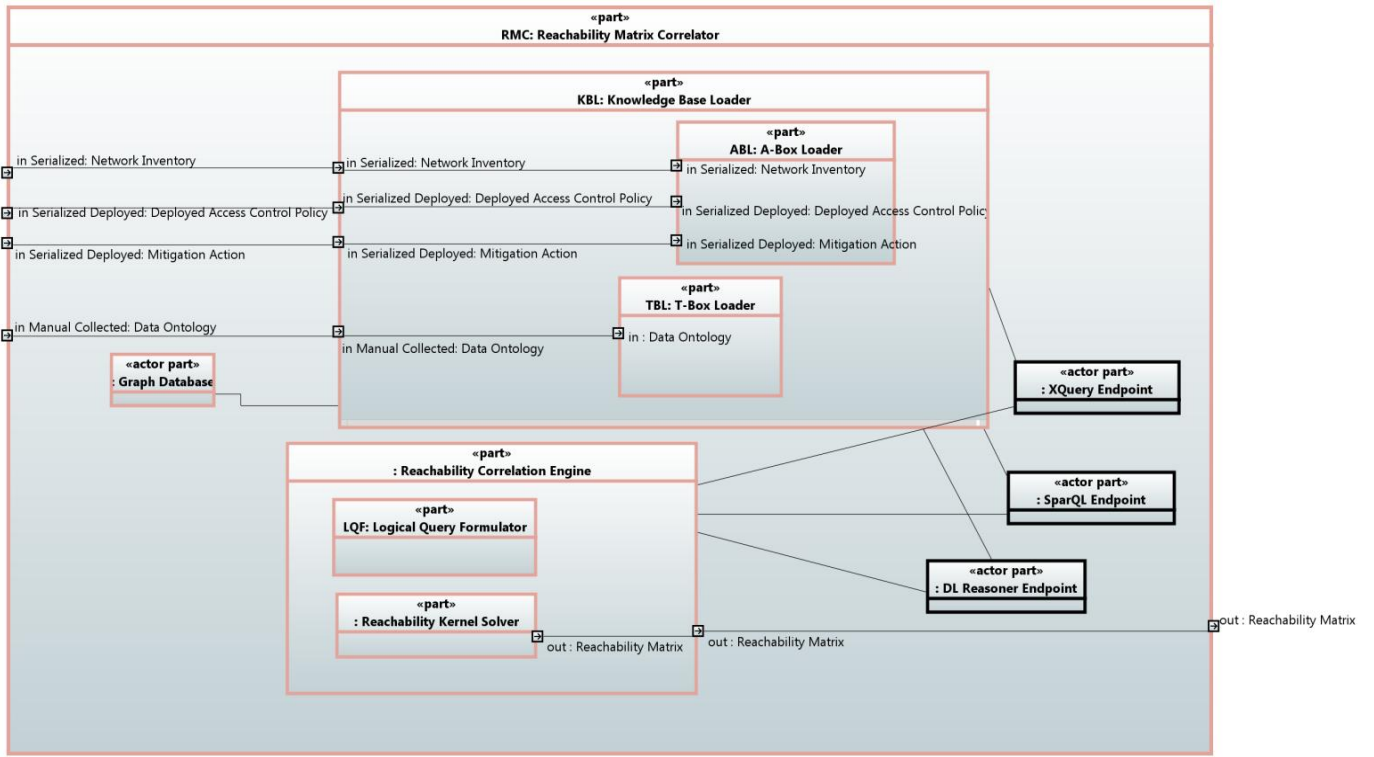 «part»
RMC: Reachability Matrix Correlator
«part»
KBL: Knowledge Base Loader
«part»
ABL: A-Box Loader
in Serialized: Network Inventory
in Serialized: Network Inventory
in Serialized: Network Inventory
in Serialized Deployed: Deployed Access Control Policy
in Serialized Deployed: Deployed Access Control Policy
in Serialized Deployed: Deployed Access Control Polic
in Serialized Deployed: Mitigation Action
in Serialized Deployed: Mitigation Action
in Serialized Deployed: Mitigation Action
«part»
TBL: T-Box Loader
in Manual Collected: Data Ontology
in Manual Collected: Data Ontology
in : Data Ontology
«actor part»
: Graph Database
«actor part»
: XQuery Endpoint
«part»
: Reachability Correlation Engine
«actor part»
: SparQL Endpoint
«part»
LQF: Logical Query Formulator
«actor part»
: DL Reasoner Endpoint
«part»
: Reachability Kernel Solver
out : Reachability Matrix
out : Reachability Matrix
out : Reachability Matrix